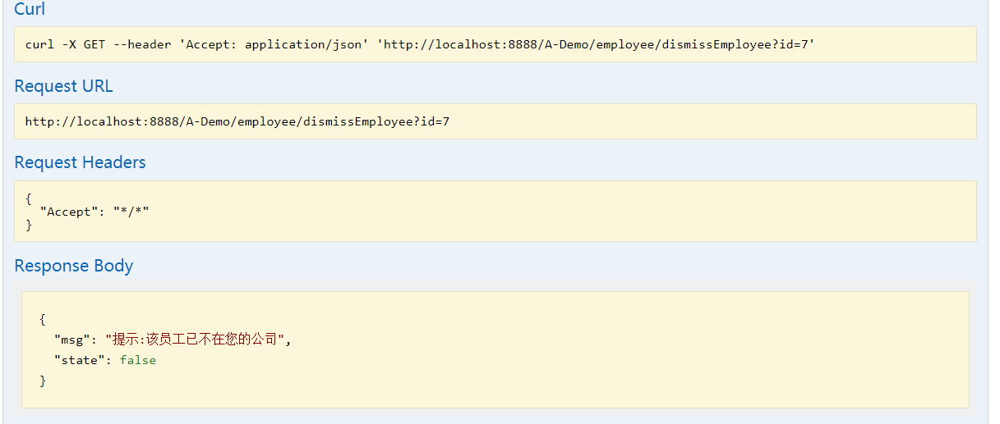 Curl
curl -X GET --header 'Accept: application/json' 'http://localhost:8888/A-Demo/employee/dismissEmployee?id=7'
Request URL
http://localhost:8888/A-Demo/employee/dismissEmployee?id=7
Request Headers
{
  "Accept": "*/*"
}
Response Body
{
  "msg": "提示:该员工已不在您的公司",
  "state": false
}